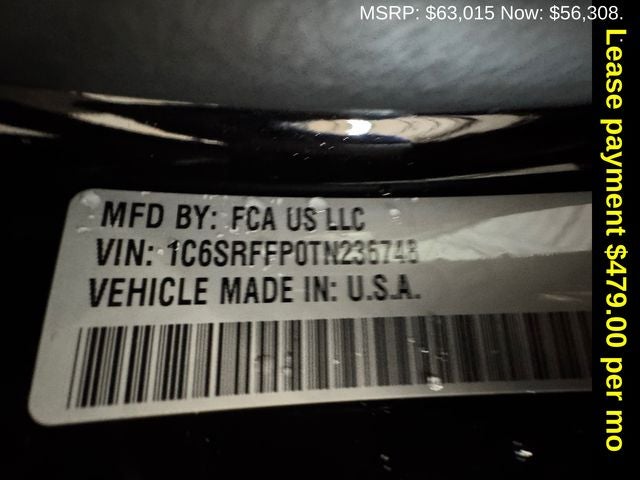 MSRP: $63,015 Now: $56,308.
MFD BY: FCA US LLC
VIN: 1C6SRFFP0TN236748
VEHICLE MADE IN: U.S.A.
Lease payment $479.00 per mo